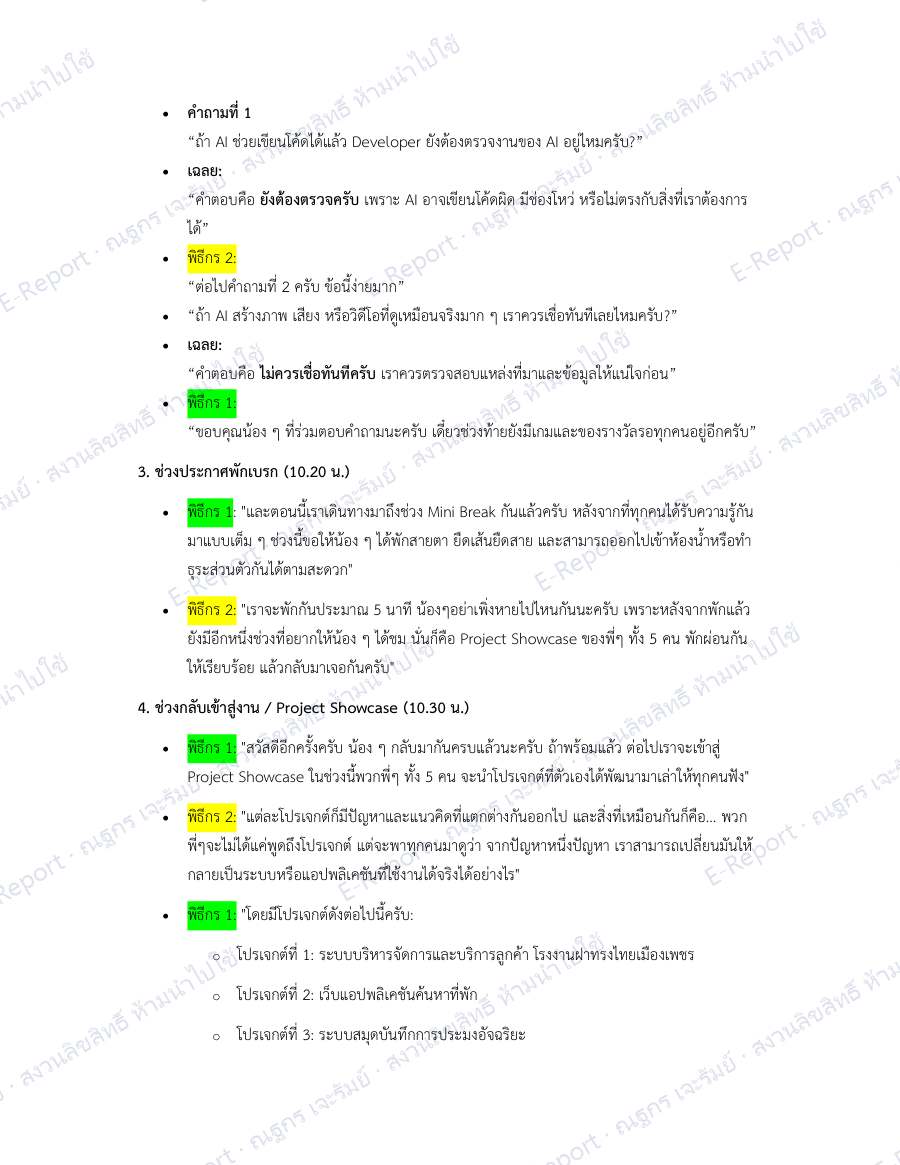 คำถามที่ 1
“ถ้า AI ช่วยเขียนโค้ดได้แล้ว Developer ยังต้องตรวจงานของ AI อยู่ไหมครับ?”
เฉลย:
“คำตอบคือ ยังต้องตรวจครับ เพราะ AI อาจเขียนโค้ดผิด มีช่องโหว่ หรือไม่ตรงกับสิ่งที่เราต้องการ
ได้”
พิธีกร 2:
“ต่อไปคำถามที่ 2 ครับ ข้อนี้ง่ายมาก”
“ถ้า AI สร้างภาพ เสียง หรือวิดีโอที่ดูเหมือนจริงมาก ๆ เราควรเชื่อทันทีเลยไหมครับ?”
เฉลย:
“คำตอบคือ ไม่ควรเชื่อทันทีครับ เราควรตรวจสอบแหล่งที่มาและข้อมูลให้แน่ใจก่อน”
พิธีกร 1:
“ขอบคุณน้อง ๆ ที่ร่วมตอบคำถามนะครับ เดี๋ยวช่วงท้ายยังมีเกมและของรางวัลรอทุกคนอยู่อีกครับ”
3. ช่วงประกาศพักเบรก (10.20 น.)
พิธีกร 1: "และตอนนี้เราเดินทางมาถึงช่วง Mini Break กันแล้วครับ หลังจากที่ทุกคนได้รับความรู้กัน
มาแบบเต็ม ๆ ช่วงนี้ขอให้น้อง ๆ ได้พักสายตา ยืดเส้นยืดสาย และสามารถออกไปเข้าห้องน้ำหรือทำ
ธุระส่วนตัวกันได้ตามสะดวก"
พิธีกร 2: "เราจะพักกันประมาณ 5 นาที น้องๆอย่าเพิ่งหายไปไหนกันนะครับ เพราะหลังจากพักแล้ว
ยังมีอีกหนึ่งช่วงที่อยากให้น้อง ๆ ได้ชม นั่นก็คือ Project Showcase ของพี่ๆ ทั้ง 5 คน พักผ่อนกัน
ให้เรียบร้อย แล้วกลับมาเจอกันครับ"
4. ช่วงกลับเข้าสู่งาน / Project Showcase (10.30 น.)
พิธีกร 1: "สวัสดีอีกครั้งครับ น้อง ๆ กลับมากันครบแล้วนะครับ ถ้าพร้อมแล้ว ต่อไปเราจะเข้าสู่
Project Showcase ในช่วงนี้พวกพี่ๆ ทั้ง 5 คน จะนำโปรเจกต์ที่ตัวเองได้พัฒนามาเล่าให้ทุกคนฟัง"
พิธีกร 2: "แต่ละโปรเจกต์ก็มีปัญหาและแนวคิดที่แตกต่างกันออกไป และสิ่งที่เหมือนกันก็คือ... พวก
พี่ๆจะไม่ได้แค่พูดถึงโปรเจกต์ แต่จะพาทุกคนมาดูว่า จากปัญหาหนึ่งปัญหา เราสามารถเปลี่ยนมันให้
กลายเป็นระบบหรือแอปพลิเคชันที่ใช้งานได้จริงได้อย่างไร"
พิธีกร 1: "โดยมีโปรเจกต์ดังต่อไปนี้ครับ:
โปรเจกต์ที่ 1: ระบบบริหารจัดการและบริการลูกค้า โรงงานฝาทรงไทยเมืองเพชร
โปรเจกต์ที่ 2: เว็บแอปพลิเคชันค้นหาที่พัก
โปรเจกต์ที่ 3: ระบบสมุดบันทึกการประมงอัจฉริยะ
E-Report · ณฐกร เจะรัมย์ · สงวนลิขสิทธิ์ ห้ามนำไปใช้